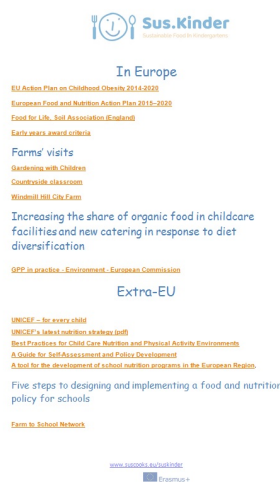 Sus.Kinder
Sustainable Food in Kindergartens
In Europe
EU Action Plan on Childhood Obesity 2014-2020
European Food and Nutrition Action Plan 2015–2020
Food for Life, Soil Association (England)
Early years award criteria
Farms' visits
Gardening with Children
Countryside classroom
Windmill Hill City Farm
Increasing the share of organic food in childcare
facilities and new catering in response to diet
diversification
GPP in practice - Environment - European Commission
Extra-EU
UNICEF – for every child
UNICEF's latest nutrition strategy (pdf)
Best Practices for Child Care Nutrition and Physical Activity Environments
A Guide for Self-Assessment and Policy Development
A tool for the development of school nutrition programs in the European Region.
Five steps to designing and implementing a food and nutrition
policy for schools
Farm to School Network
www.suscooks.eu/suskinder
Erasmus+